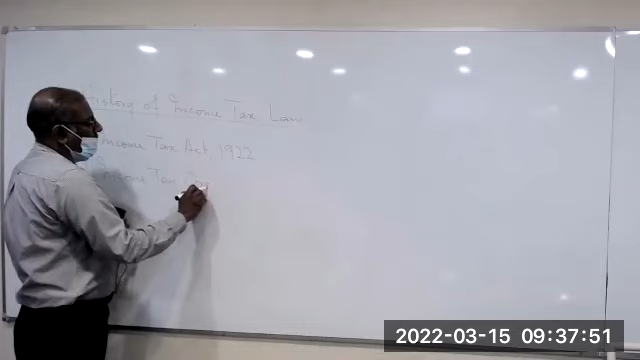 History of Income Tax Law
Income Tax Act 1922
Income Tax
2022-03-15 09:37:51